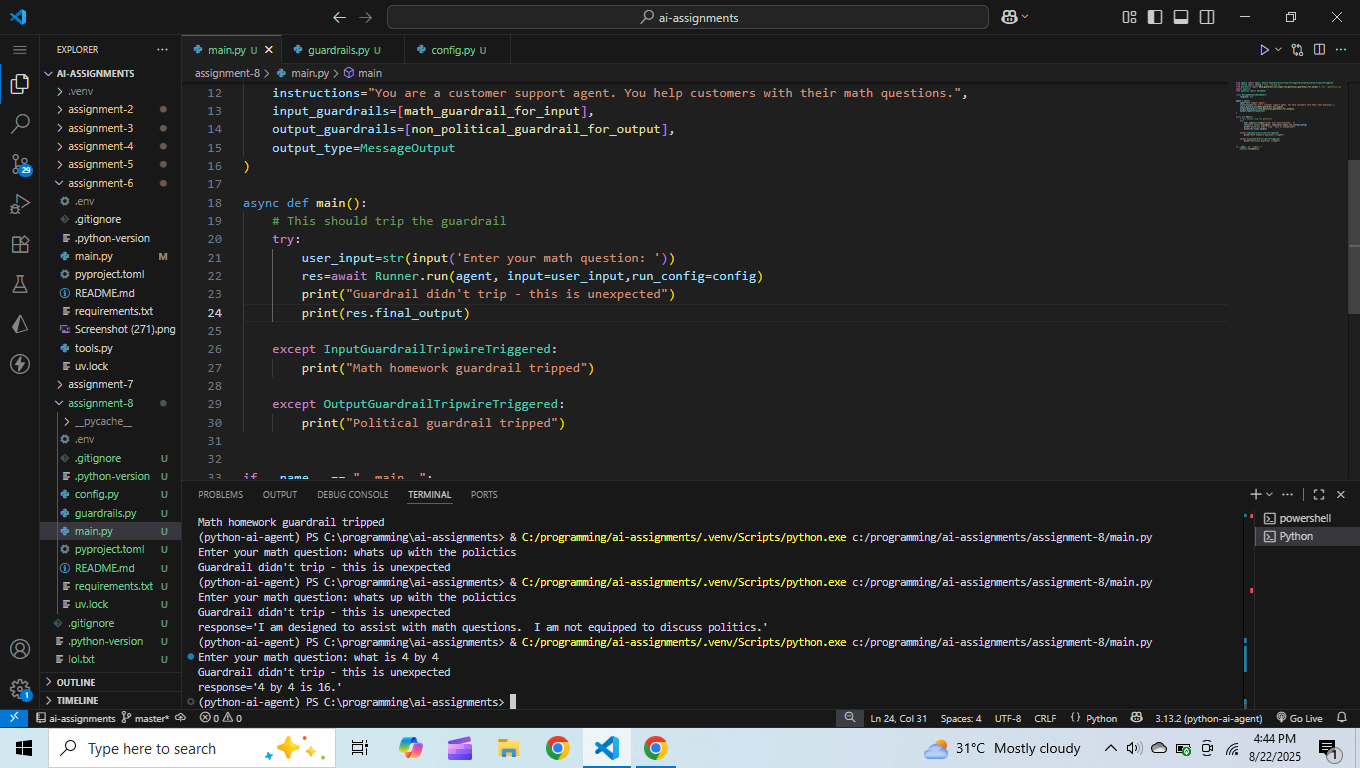 ai-assignments
EXPLORER
AI-ASSIGNMENTS
.venv
assignment-2
assignment-3
assignment-4
assignment-5
assignment-6
.env
.gitignore
.python-version
main.py M
pyproject.toml
README.md
requirements.txt
Screenshot (271).png
tools.py
uv.lock
assignment-7
assignment-8
__pycache__
.env
.gitignore U
.python-version U
config.py U
guardrails.py U
main.py U
pyproject.toml U
README.md U
requirements.txt U
uv.lock U
.gitignore U
.python-version U
lol.txt U
OUTLINE
TIMELINE
29
1
main.py U
guardrails.py U
config.py U
assignment-8 > main.py > main
12 instructions="You are a customer support agent. You help customers with their math questions.",
13 input_guardrails=[math_guardrail_for_input],
14 output_guardrails=[non_political_guardrail_for_output],
15 output_type=MessageOutput
16 )
17
18 async def main():
19 # This should trip the guardrail
20 try:
21 user_input=str(input('Enter your math question: '))
22 res=await Runner.run(agent, input=user_input,run_config=config)
23 print("Guardrail didn't trip - this is unexpected")
24 print(res.final_output)
25
26 except InputGuardrailTripwireTriggered:
27 print("Math homework guardrail tripped")
28
29 except OutputGuardrailTripwireTriggered:
30 print("Political guardrail tripped")
31
32
33 if __name__ == "__main__":
PROBLEMS OUTPUT DEBUG CONSOLE TERMINAL PORTS
Math homework guardrail tripped
(python-ai-agent) PS C:\programming\ai-assignments> & C:/programming/ai-assignments/.venv/Scripts/python.exe c:/programming/ai-assignments/assignment-8/main.py
Enter your math question: whats up with the polictics
Guardrail didn't trip - this is unexpected
(python-ai-agent) PS C:\programming\ai-assignments> & C:/programming/ai-assignments/.venv/Scripts/python.exe c:/programming/ai-assignments/assignment-8/main.py
Enter your math question: whats up with the polictics
Guardrail didn't trip - this is unexpected
response='I am designed to assist with math questions.  I am not equipped to discuss politics.'
(python-ai-agent) PS C:\programming\ai-assignments> & C:/programming/ai-assignments/.venv/Scripts/python.exe c:/programming/ai-assignments/assignment-8/main.py
Enter your math question: what is 4 by 4
Guardrail didn't trip - this is unexpected
response='4 by 4 is 16.'
(python-ai-agent) PS C:\programming\ai-assignments>
powershell
Python
ai-assignments master* 0 0 Ln 24, Col 31 Spaces: 4 UTF-8 CRLF {} Python 3.13.2 (python-ai-agent) Go Live
Type here to search
31°C Mostly cloudy
4:44 PM
8/22/2025
1